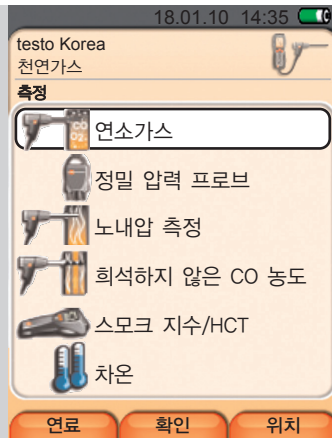 18.01.10 14:35
testo Korea
천연가스
측정
CO
O2
연소가스
정밀 압력 프로브
노내압 측정
희석하지 않은 CO 농도
스모크 지수/HCT
차온
연료 확인 위치